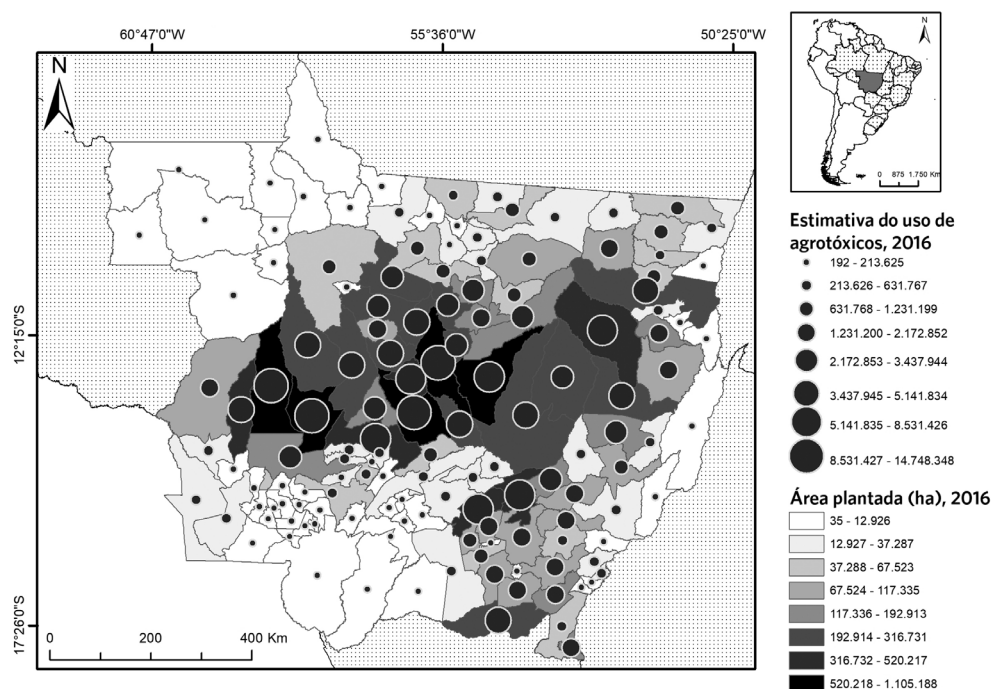 60°47'0"W
55°36'0"W
50°25'0"W
N
12°15'0"S
17°26'0"S
0 200 400 Km
N
0 875 1.750 Km
Estimativa do uso de
agrotóxicos, 2016
192 - 213.625
213.626 - 631.767
631.768 - 1.231.199
1.231.200 - 2.172.852
2.172.853 - 3.437.944
3.437.945 - 5.141.834
5.141.835 - 8.531.426
8.531.427 - 14.748.348
Área plantada (ha), 2016
35 - 12.926
12.927 - 37.287
37.288 - 67.523
67.524 - 117.335
117.336 - 192.913
192.914 - 316.731
316.732 - 520.217
520.218 - 1.105.188